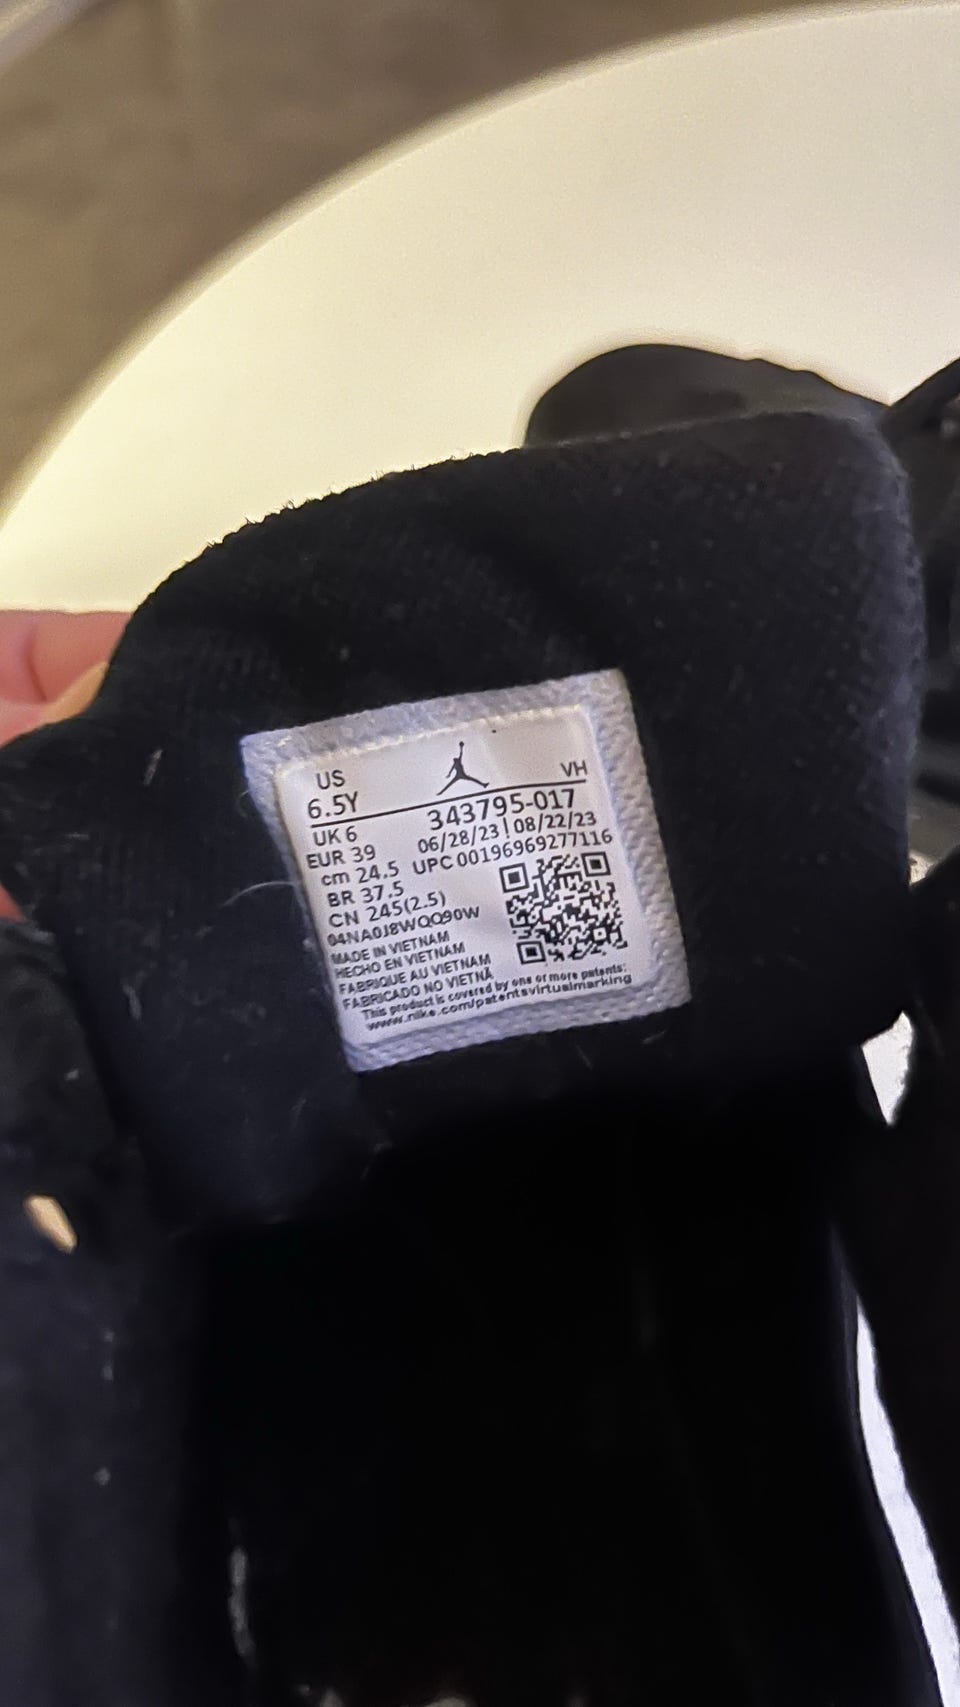 US
6.5Y
VH
343795-017
UK 6
06/28/23 | 08/22/23
EUR 39
UPC 00196969277116
cm 24.5
BR 37.5
CN 245(2.5)
04NA0J8WQQ90W
MADE IN VIETNAM
HECHO EN VIETNAM
FABRIQUE AU VIETNAM
FABRICADO NO VIETNÃ
This product is covered by one or more patents:
www.nike.com/patentsvirtualmarking